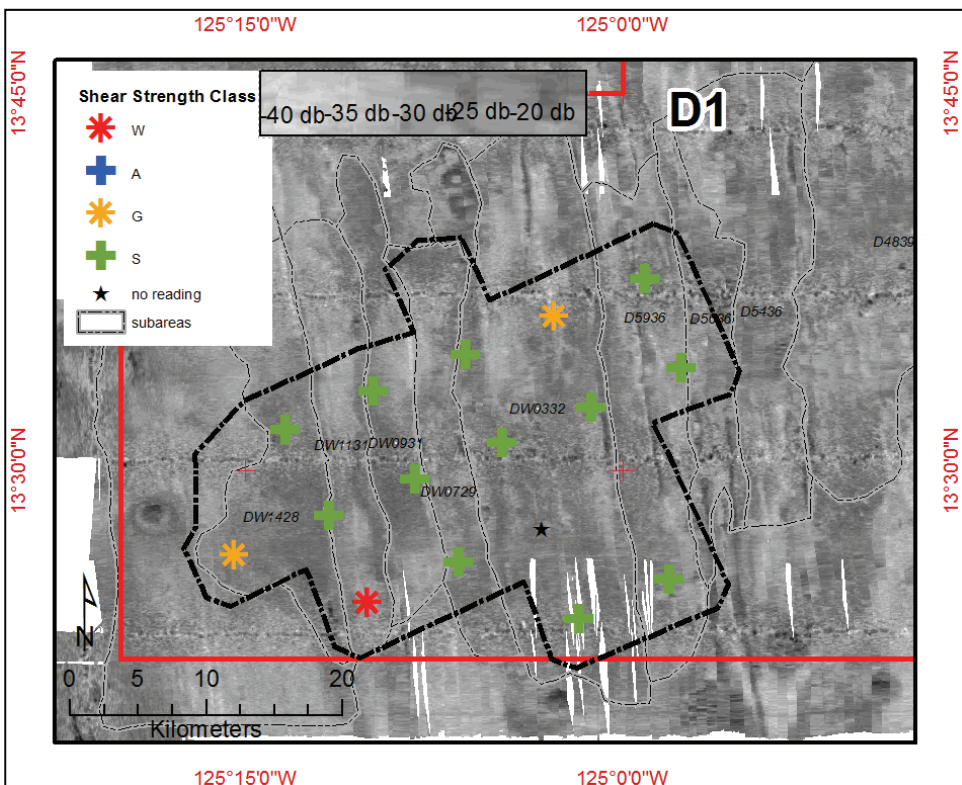 125°15'0"W 125°0'0"W
13°45'0"N 13°45'0"N
D1
Shear Strength Class
W
A
G
S
no reading
subareas
-40 db -35 db -30 db -25 db -20 db
D4839
D5936 D5636 D5436
DW0332
DW1131 DW0931
DW0729
DW1428
13°30'0"N 13°30'0"N
N
0 5 10 20
Kilometers
125°15'0"W 125°0'0"W